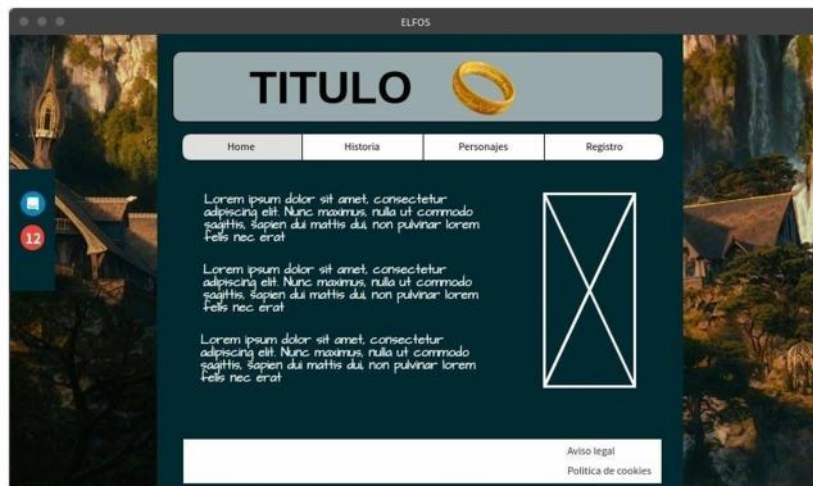 ELFOS
TITULO
Home Historia Personajes Registro
12
Lorem ipsum dolor sit amet, consectetur
adipiscing elit. Nunc maximus, nulla ut commodo
sagittis, sapien dui mattis dui, non pulvinar lorem
felis nec erat
Lorem ipsum dolor sit amet, consectetur
adipiscing elit. Nunc maximus, nulla ut commodo
sagittis, sapien dui mattis dui, non pulvinar lorem
felis nec erat
Lorem ipsum dolor sit amet, consectetur
adipiscing elit. Nunc maximus, nulla ut commodo
sagittis, sapien dui mattis dui, non pulvinar lorem
felis nec erat
Aviso legal
Politica de cookies